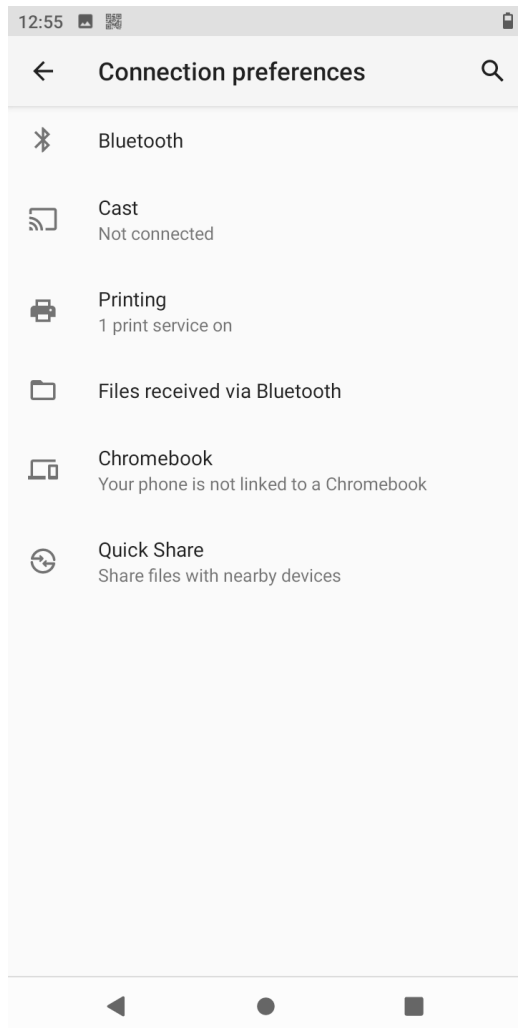 12:55
Connection preferences
Bluetooth
Cast
Not connected
Printing
1 print service on
Files received via Bluetooth
Chromebook
Your phone is not linked to a Chromebook
Quick Share
Share files with nearby devices